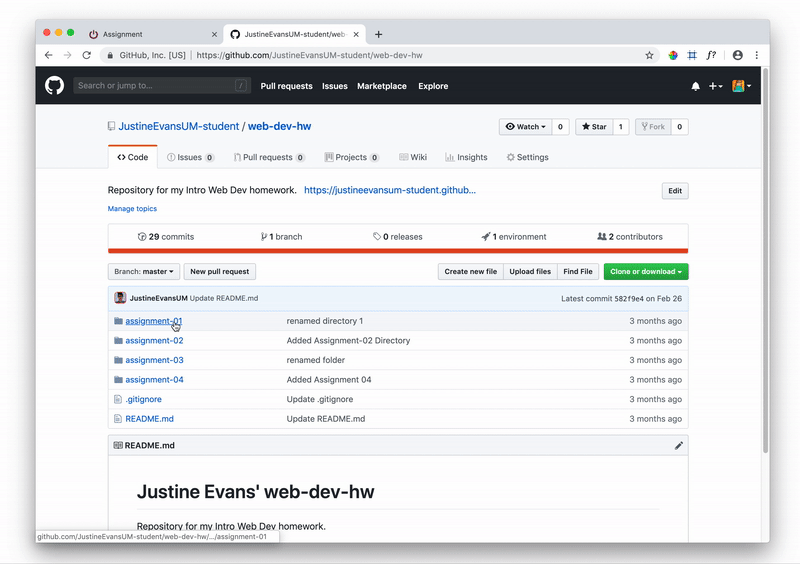 Assignment
JustineEvansUM-student/web-
GitHub, Inc. [US] | https://github.com/JustineEvansUM-student/web-dev-hw
f?
Search or jump to... /
Pull requests Issues Marketplace Explore
JustineEvansUM-student / web-dev-hw
Watch 0 Star 1 Fork 0
Code Issues 0 Pull requests 0 Projects 0 Wiki Insights Settings
Repository for my Intro Web Dev homework. https://justineevansum-student.github... Edit
Manage topics
29 commits 1 branch 0 releases 1 environment 2 contributors
Branch: master New pull request Create new file Upload files Find File Clone or download
JustineEvansUM Update README.md Latest commit 582f9e4 on Feb 26
assignment-01 renamed directory 1 3 months ago
assignment-02 Added Assignment-02 Directory 3 months ago
assignment-03 renamed folder 3 months ago
assignment-04 Added Assignment 04 3 months ago
.gitignore Update .gitignore 3 months ago
README.md Update README.md 3 months ago
README.md
Justine Evans' web-dev-hw
Repository for my Intro Web Dev homework.
github.com/JustineEvansUM-student/web-dev-hw/.../assignment-01